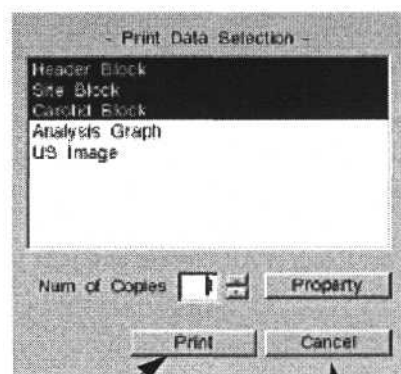 - Print Data Selection -
Header Block
Site Block
Carotid Block
Analysis Graph
US Image
Num of Copies
Property
Print Cancel